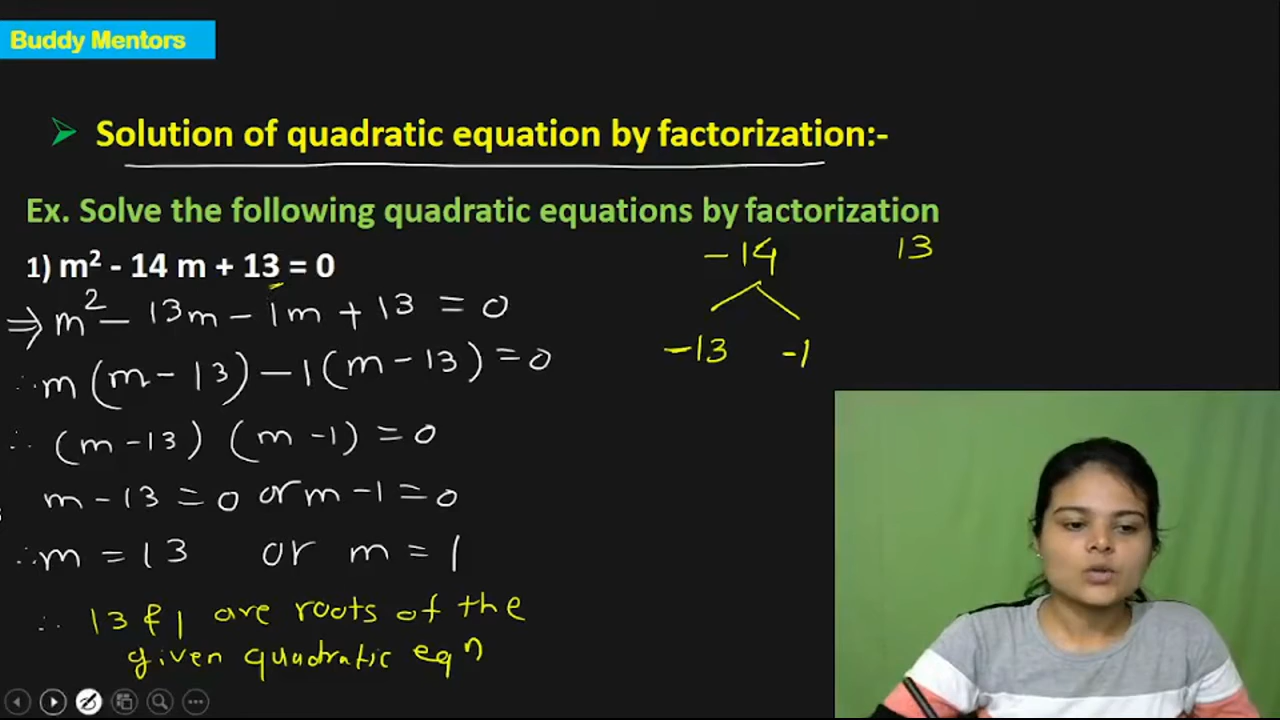 Buddy Mentors
Solution of quadratic equation by factorization:-
Ex. Solve the following quadratic equations by factorization
1) m² - 14 m + 13 = 0
-14 13
-13 -1
⇒ m² - 13m - 1m + 13 = 0
∴ m(m - 13) - 1(m - 13) = 0
∴ (m - 13) (m - 1) = 0
m - 13 = 0 or m - 1 = 0
∴ m = 13 or m = 1
∴ 13 & 1 are roots of the
given quadratic eqn